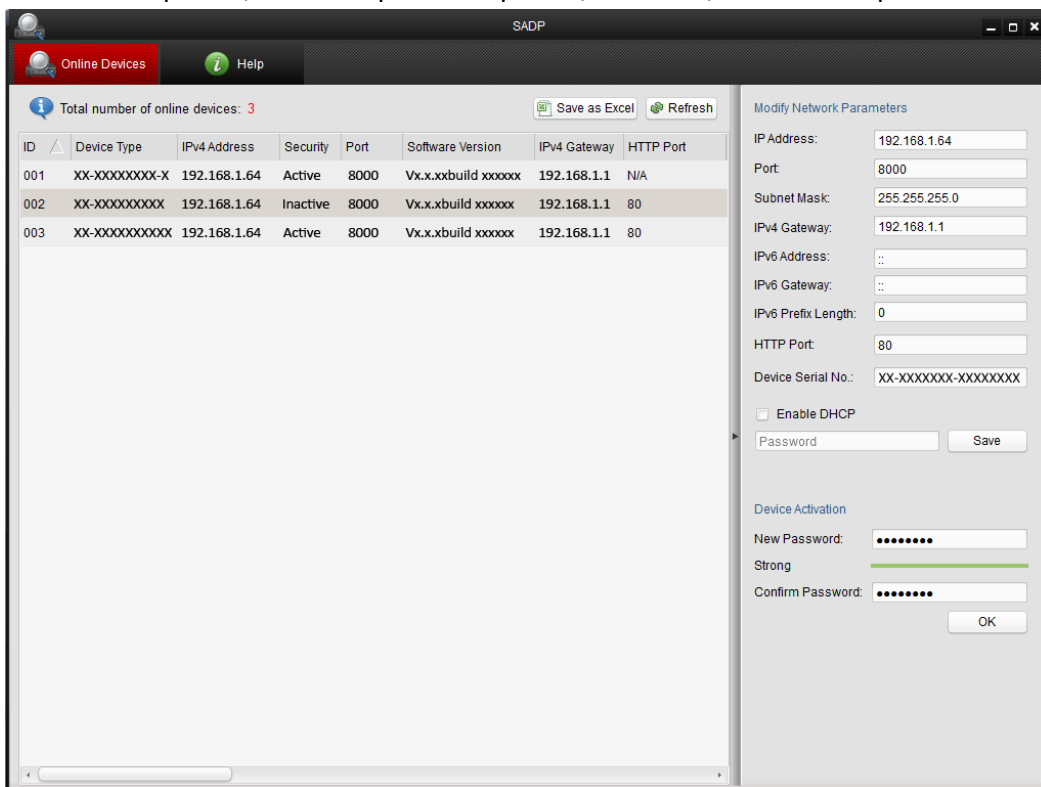 SADP
Online Devices
Help
Total number of online devices: 3
Save as Excel
Refresh
ID Device Type IPv4 Address Security Port Software Version IPv4 Gateway HTTP Port
001 XX-XXXXXXXX-X 192.168.1.64 Active 8000 Vx.x.xxbuild xxxxxx 192.168.1.1 N/A
002 XX-XXXXXXXXX 192.168.1.64 Inactive 8000 Vx.x.xbuild xxxxxx 192.168.1.1 80
003 XX-XXXXXXXXXX 192.168.1.64 Active 8000 Vx.x.xbuild xxxxxx 192.168.1.1 80
Modify Network Parameters
IP Address: 192.168.1.64
Port: 8000
Subnet Mask: 255.255.255.0
IPv4 Gateway: 192.168.1.1
IPv6 Address: ::
IPv6 Gateway: ::
IPv6 Prefix Length: 0
HTTP Port: 80
Device Serial No.: XX-XXXXXXX-XXXXXXXX
Enable DHCP
Password Save
Device Activation
New Password: ●●●●●●●●
Strong
Confirm Password: ●●●●●●●●
OK